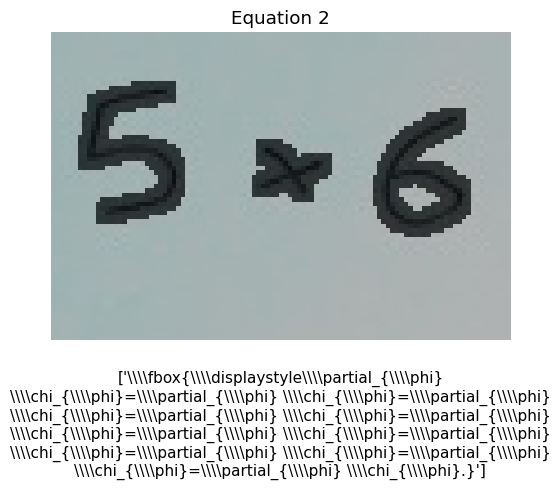 Equation 2
5 × 6
['\\\\fbox{\\\\displaystyle\\\\partial_{\\\\phi}
\\\\chi_{\\\\phi}=\\\\partial_{\\\\phi} \\\\chi_{\\\\phi}=\\\\partial_{\\\\phi}
\\\\chi_{\\\\phi}=\\\\partial_{\\\\phi} \\\\chi_{\\\\phi}=\\\\partial_{\\\\phi}
\\\\chi_{\\\\phi}=\\\\partial_{\\\\phi} \\\\chi_{\\\\phi}=\\\\partial_{\\\\phi}
\\\\chi_{\\\\phi}=\\\\partial_{\\\\phi} \\\\chi_{\\\\phi}=\\\\partial_{\\\\phi}
\\\\chi_{\\\\phi}=\\\\partial_{\\\\phi} \\\\chi_{\\\\phi}.}']